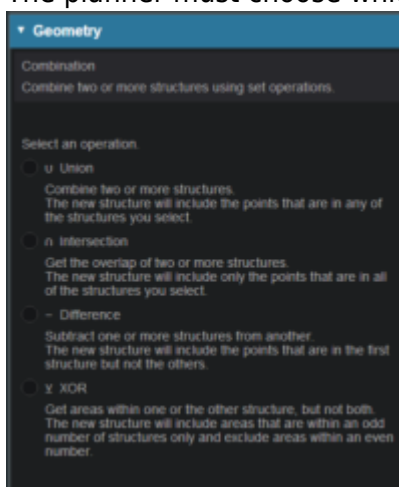 The planner must choose whi
▼ Geometry
Combination
Combine two or more structures using set operations.
Select an operation.
∪ Union
Combine two or more structures.
The new structure will include the points that are in any of
the structures you select.
∩ Intersection
Get the overlap of two or more structures.
The new structure will include only the points that are in all
of the structures you select.
− Difference
Subtract one or more structures from another.
The new structure will include the points that are in the first
structure but not the others.
⊻ XOR
Get areas within one or the other structure, but not both.
The new structure will include areas that are within an odd
number of structures only and exclude areas within an even
number.